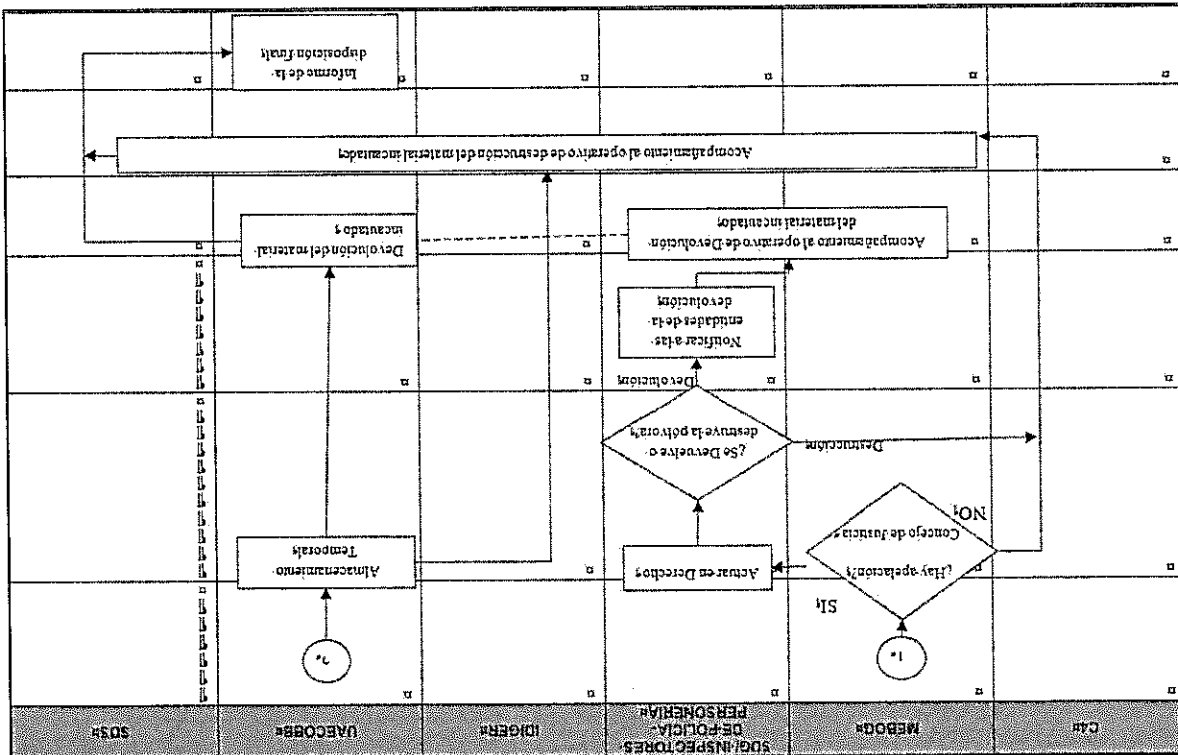 C4
MEBOG
SDG/INSPECTORES
DE POLICIA
PERSONERIA
IDIGER
UAECOBB
SDS
1
2
SI
¿Hay apelación?
Concejo de Justicia
NO
Actuar en Derecho
Almacenamiento
Temporal
¿Se Devuelve o
destruye la pólvora?
Destrucción
Devolución
Notificar a las
entidades de la
devolución
Acompañamiento al operativo de Devolución
del material incautado
Devolución del material
incautado
Acompañamiento al operativo de destrucción del material incautado
Informe de la
disposición final